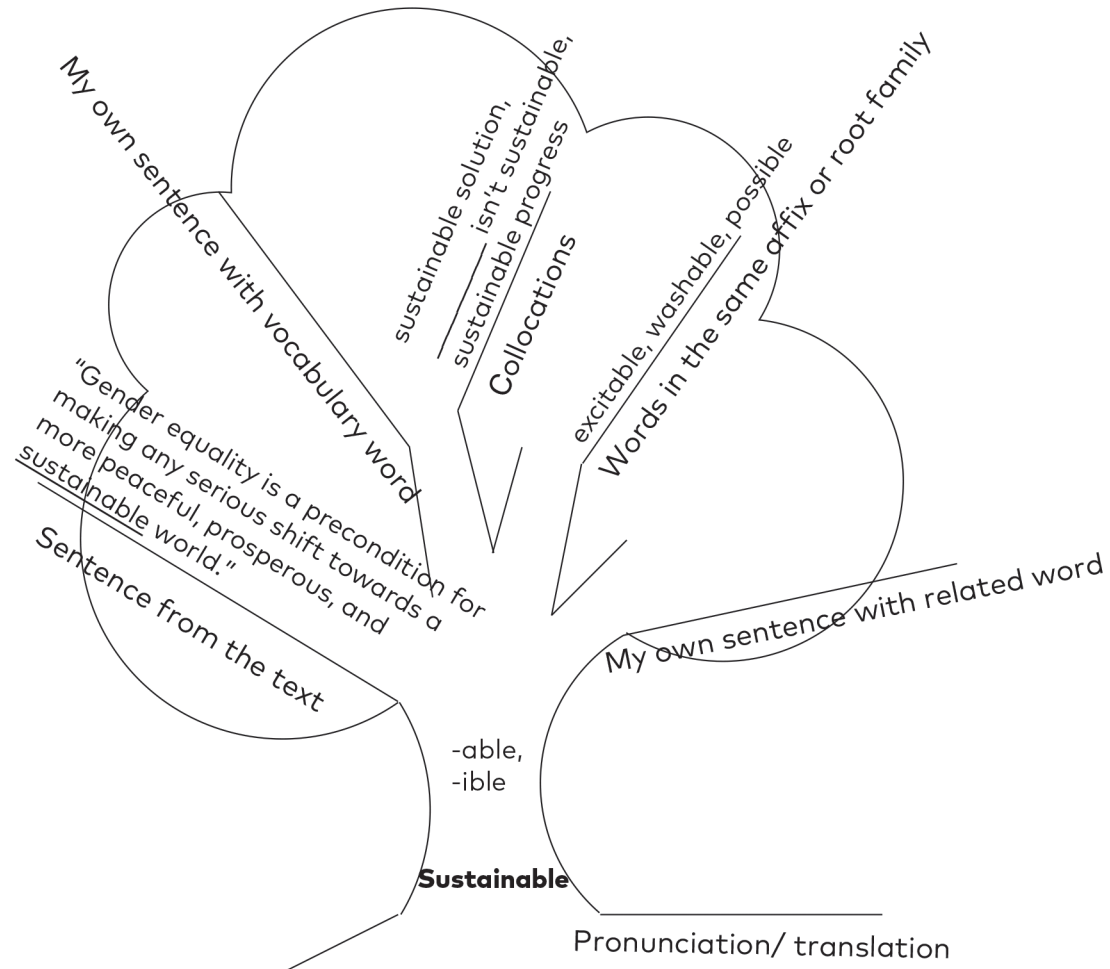 My own sentence with vocabulary word
sustainable solution,
____ isn't sustainable,
sustainable progress
Collocations
excitable, washable, possible
Words in the same affix or root family
"Gender equality is a precondition for
making any serious shift towards a
more peaceful, prosperous, and
sustainable world."
Sentence from the text
My own sentence with related word
-able,
-ible
Sustainable
Pronunciation/ translation